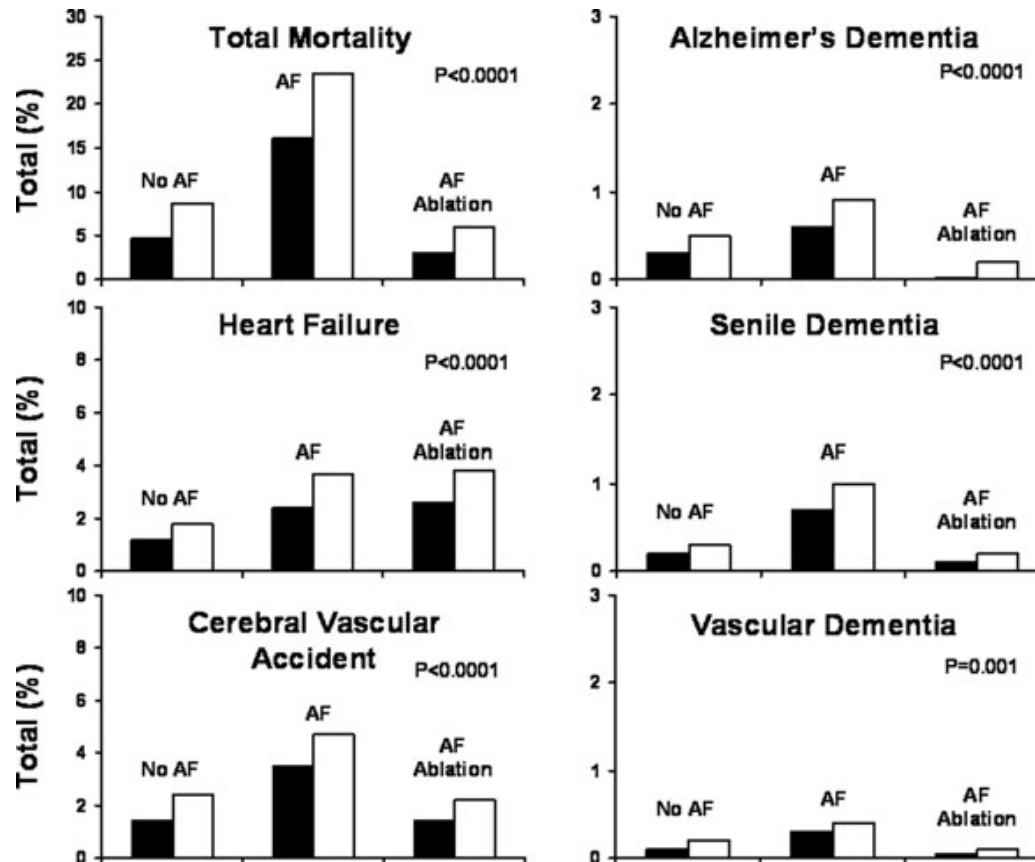 Total Mortality
Total (%)
30
25
20
15
10
5
0
No AF
AF
AF
Ablation
P<0.0001
Alzheimer's Dementia
3
2
1
0
No AF
AF
AF
Ablation
P<0.0001
Heart Failure
Total (%)
10
8
6
4
2
0
No AF
AF
AF
Ablation
P<0.0001
Senile Dementia
3
2
1
0
No AF
AF
AF
Ablation
P<0.0001
Cerebral Vascular
Accident
Total (%)
10
8
6
4
2
0
No AF
AF
AF
Ablation
P<0.0001
Vascular Dementia
3
2
1
0
No AF
AF
AF
Ablation
P=0.001